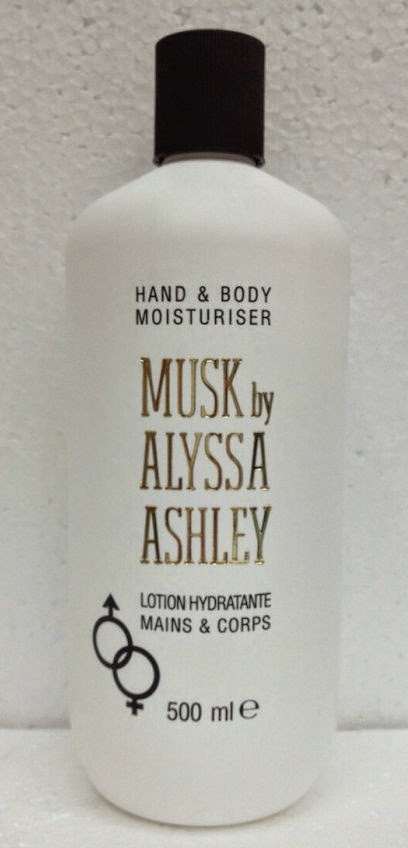 HAND & BODY
MOISTURISER
MUSK by
ALYSSA
ASHLEY
LOTION HYDRATANTE
MAINS & CORPS
500 ml ℮